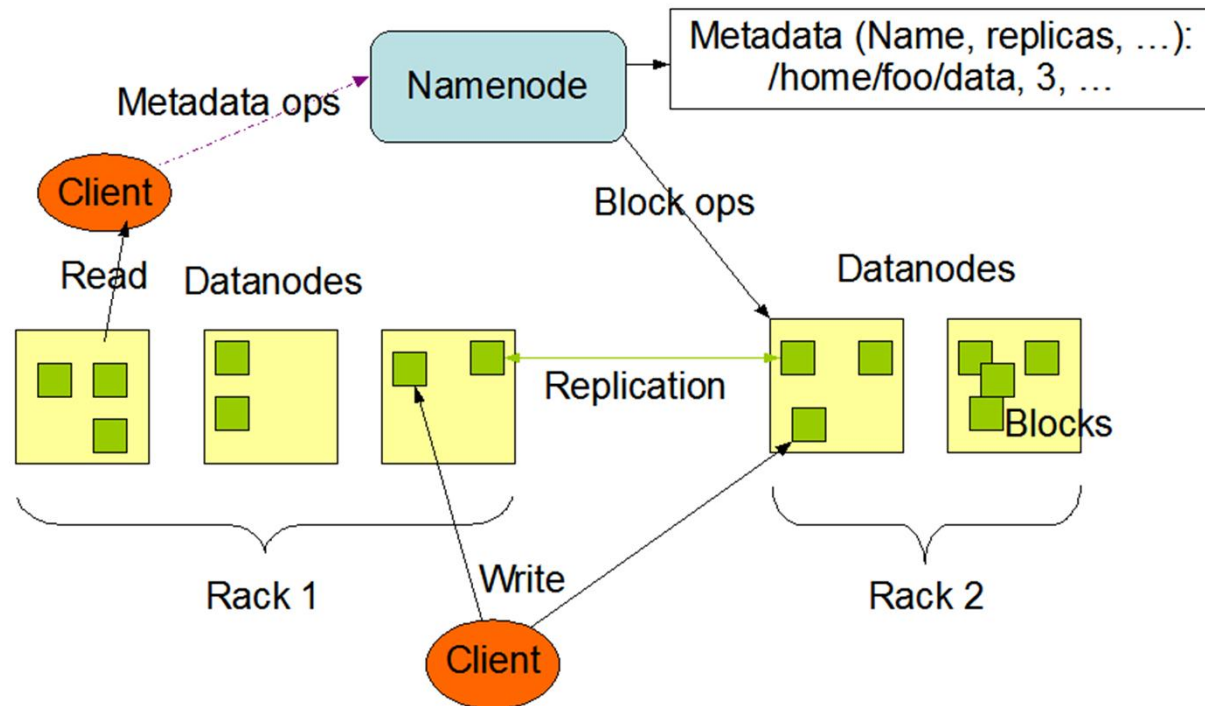 Metadata (Name, replicas, …):
/home/foo/data, 3, …
Namenode
Metadata ops
Client
Block ops
Read
Datanodes
Datanodes
Replication
Blocks
Rack 1
Write
Rack 2
Client